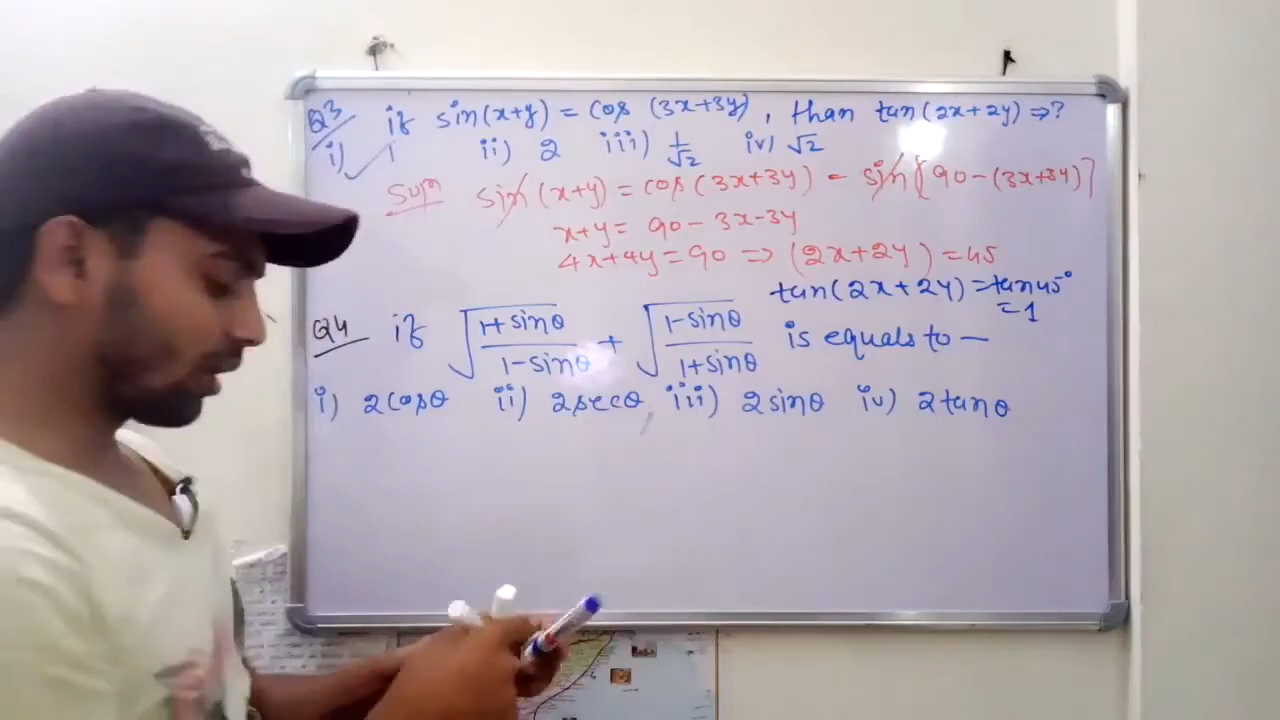 Q3 if sin(x+y) = cos (3x+3y), than tan(2x+2y) ⇒ ?
i) 1 ii) 2 iii) 1/√2 iv) √2
sin(x+y) = cos(3x+3y) = sin{90-(3x+3y)}
x+y = 90-3x-3y
4x+4y = 90 ⇒ (2x+2y) = 45
tan(2x+2y) = tan45°
= 1
Q4 if √(1+sinθ/1-sinθ) + √(1-sinθ/1+sinθ) is equals to —
i) 2cosθ ii) 2secθ, iii) 2sinθ iv) 2tanθ